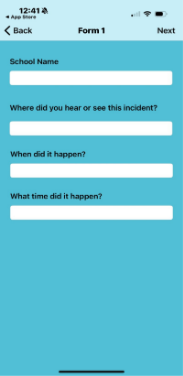 12:41
App Store
Back
Form 1
Next
School Name
Where did you hear or see this incident?
When did it happen?
What time did it happen?